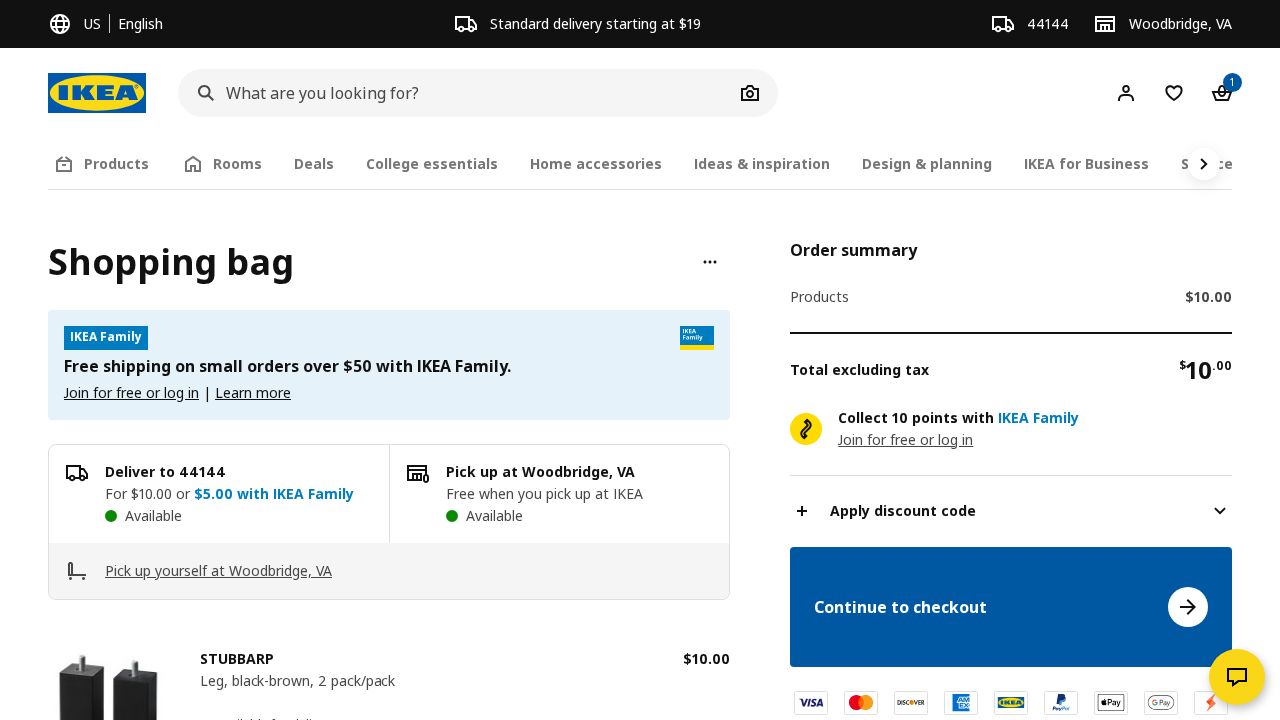 US English
Standard delivery starting at $19
44144
Woodbridge, VA
IKEA
What are you looking for?
1
Products
Rooms
Deals
College essentials
Home accessories
Ideas & inspiration
Design & planning
IKEA for Business
Shopping bag
IKEA Family
IKEA
Family
Free shipping on small orders over $50 with IKEA Family.
Join for free or log in | Learn more
Deliver to 44144
For $10.00 or $5.00 with IKEA Family
Available
Pick up at Woodbridge, VA
Free when you pick up at IKEA
Available
Pick up yourself at Woodbridge, VA
STUBBARP
$10.00
Leg, black-brown, 2 pack/pack
Order summary
Products
$10.00
Total excluding tax
$10.00
Collect 10 points with IKEA Family
Join for free or log in
Apply discount code
Continue to checkout
VISA
DISCOVER
AMEX
IKEA
PayPal
Pay
G Pay